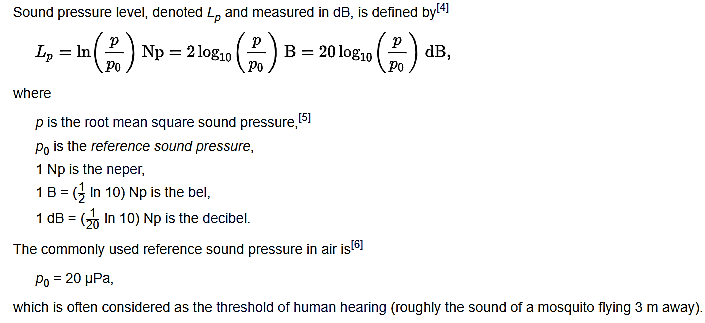 Sound pressure level, denoted Lp and measured in dB, is defined by[4]
Lp = ln(p/p0) Np = 2 log10(p/p0) B = 20 log10(p/p0) dB,
where
p is the root mean square sound pressure,[5]
p0 is the reference sound pressure,
1 Np is the neper,
1 B = (1/2 ln 10) Np is the bel,
1 dB = (1/20 ln 10) Np is the decibel.
The commonly used reference sound pressure in air is[6]
p0 = 20 μPa,
which is often considered as the threshold of human hearing (roughly the sound of a mosquito flying 3 m away).